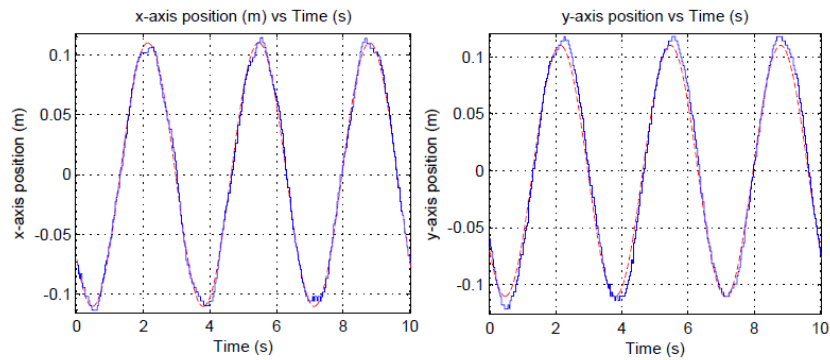 x-axis position (m) vs Time (s)
x-axis position (m)
0.1
0.05
0
-0.05
-0.1
0 2 4 6 8 10
Time (s)
y-axis position vs Time (s)
y-axis position (m)
0.1
0.05
0
-0.05
-0.1
0 2 4 6 8 10
Time (s)